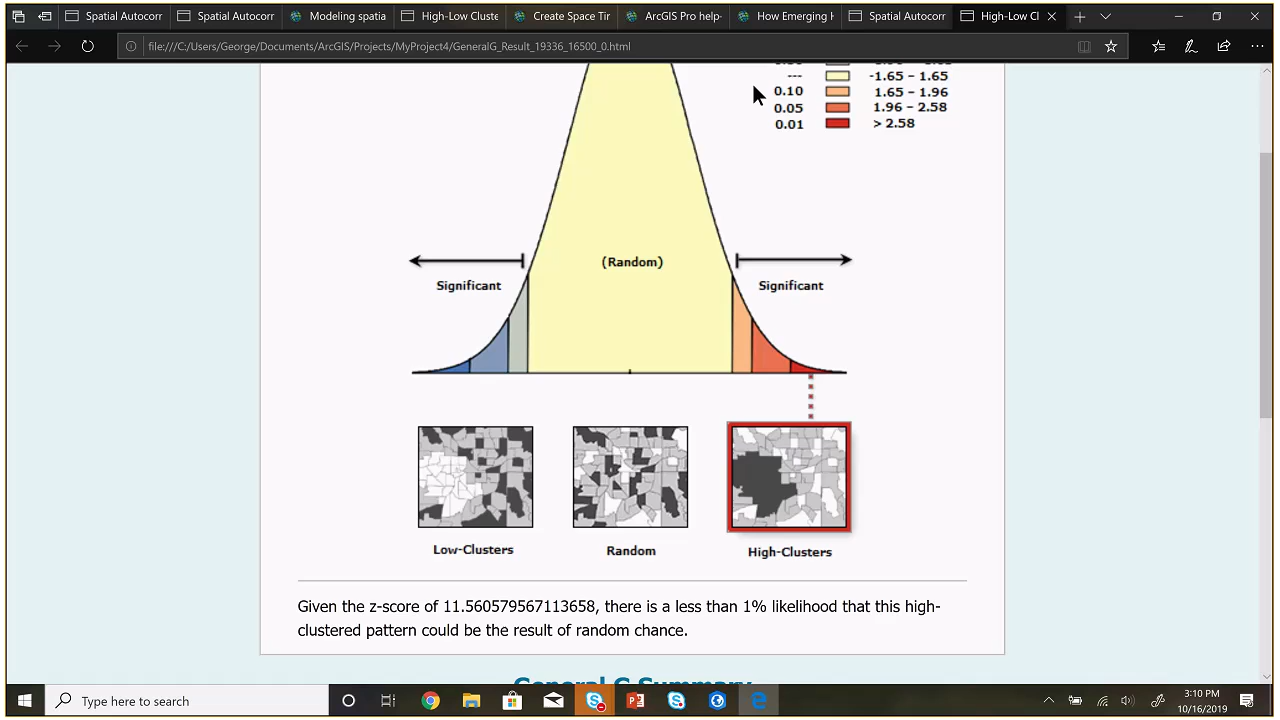 Spatial Autocorr
Spatial Autocorr
Modeling spatia
High-Low Cluste
Create Space Tir
ArcGIS Pro help-
How Emerging H
Spatial Autocorr
High-Low Cl
file:///C:/Users/George/Documents/ArcGIS/Projects/MyProject4/GeneralG_Result_19336_16500_0.html
--- -1.65 – 1.65
0.10 1.65 – 1.96
0.05 1.96 – 2.58
0.01 > 2.58
(Random)
Significant
Significant
Low-Clusters
Random
High-Clusters
Given the z-score of 11.560579567113658, there is a less than 1% likelihood that this high-
clustered pattern could be the result of random chance.
General G Summary
Type here to search
3:10 PM
10/16/2019